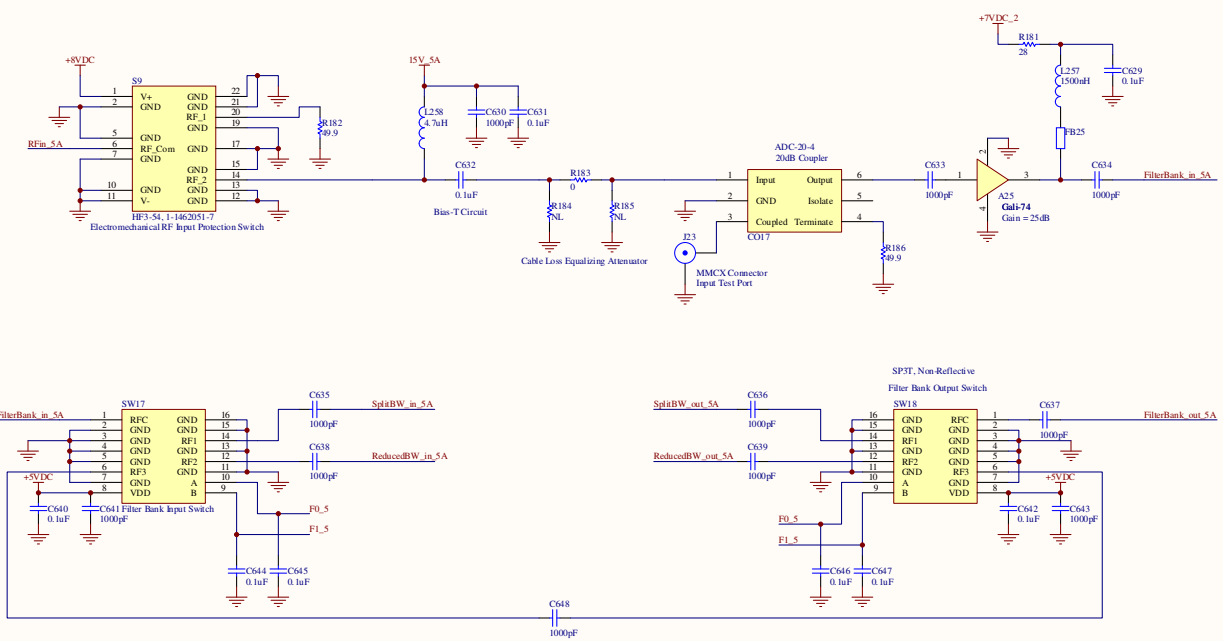 +7VDC_2
R181
28
L257
1500nH
C629
0.1uF
FB25
+8VDC
S9
1 V+ GND 22
2 GND GND 21
RF_1 20
GND 19
5 GND
RFin_5A 6 RF_Com GND 17
7 GND
GND 15
RF_2 14
10 GND GND 13
11 V- GND 12
HF3-54, 1-1462051-7
Electromechanical RF Input Protection Switch
R182
49.9
15V_5A
L258
4.7uH
C630
1000pF
C631
0.1uF
C632
0.1uF
Bias-T Circuit
R183
0
R184
NL
R185
NL
Cable Loss Equalizing Attenuator
ADC-20-4
20dB Coupler
1 Input Output 6
2 GND Isolate 5
3 Coupled Terminate 4
CO17
J23
MMCX Connector
Input Test Port
R186
49.9
C633
1000pF
1
2
3
4
A25
Gali-74
Gain = 25dB
C634
1000pF
FilterBank_in_5A
FilterBank_in_5A
SW17
1 RFC GND 16
2 GND GND 15
3 GND RF1 14
4 GND GND 13
5 GND RF2 12
6 RF3 GND 11
7 GND A 10
8 VDD B 9
Filter Bank Input Switch
+5VDC
C640
0.1uF
C641
1000pF
C635
1000pF
SplitBW_in_5A
C638
1000pF
ReducedBW_in_5A
F0_5
F1_5
C644
0.1uF
C645
0.1uF
SP3T, Non-Reflective
Filter Bank Output Switch
SW18
16 GND RFC 1
15 GND GND 2
14 RF1 GND 3
13 GND GND 4
12 RF2 GND 5
11 GND RF3 6
10 A GND 7
9 B VDD 8
SplitBW_out_5A
C636
1000pF
ReducedBW_out_5A
C639
1000pF
C637
1000pF
FilterBank_out_5A
+5VDC
C642
0.1uF
C643
1000pF
F0_5
F1_5
C646
0.1uF
C647
0.1uF
C648
1000pF